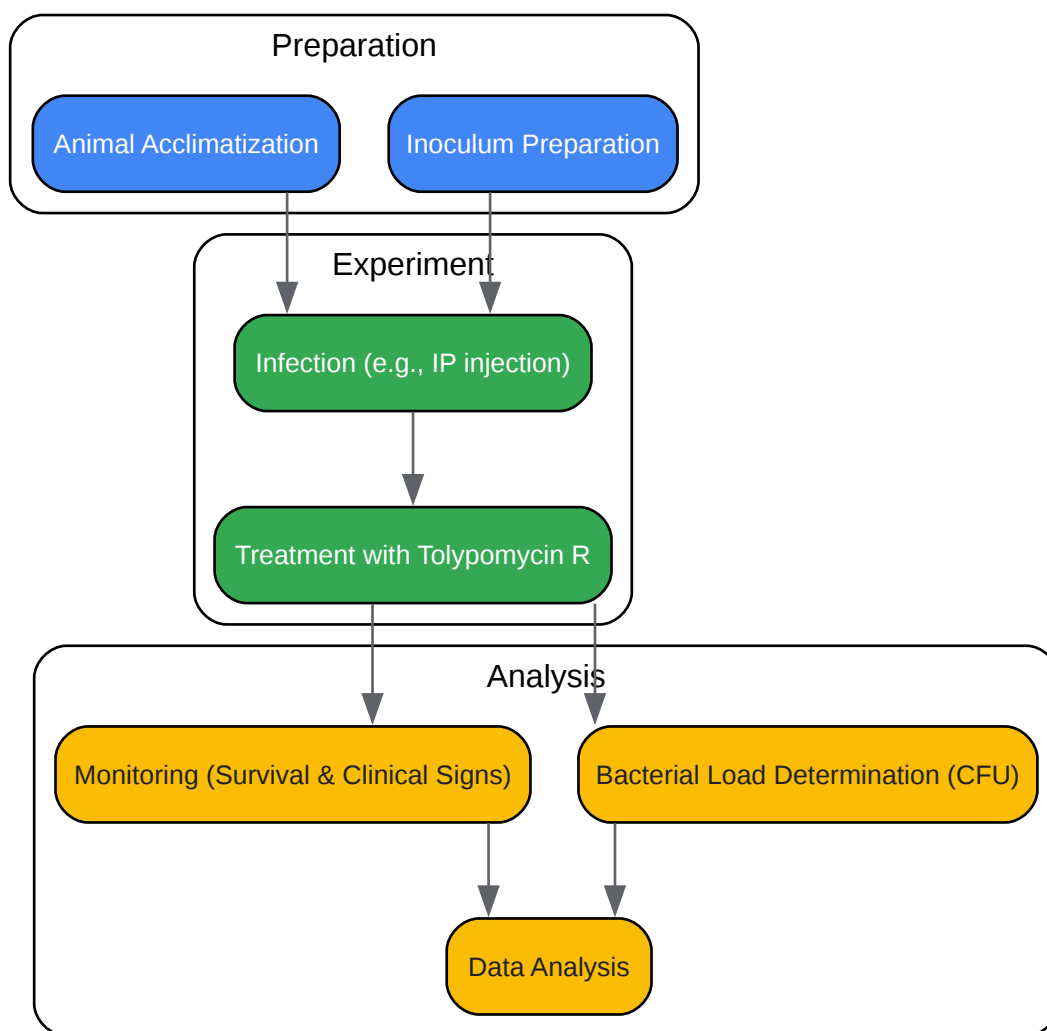 Preparation
Animal Acclimatization
Inoculum Preparation
Experiment
Infection (e.g., IP injection)
Treatment with Tolypomycin R
Analysis
Monitoring (Survival & Clinical Signs)
Bacterial Load Determination (CFU)
Data Analysis